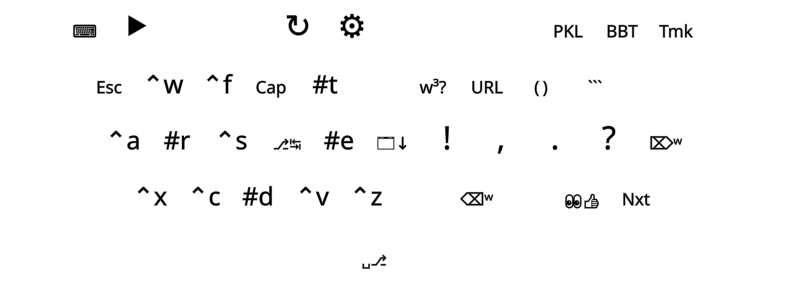 ⌨ ▶ ↻ ⚙ PKL BBT Tmk
Esc ^w ^f Cap #t w³? URL () ```
^a #r ^s ⎇↹ #e 🗔↓ ! , . ? ⌦ʷ
^x ^c #d ^v ^z ⌫ʷ 👀👍 Nxt
␣⎇